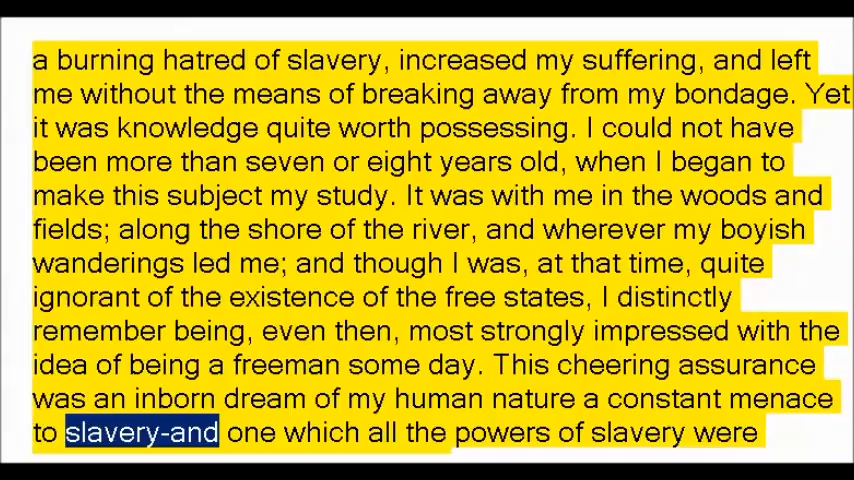 a burning hatred of slavery, increased my suffering, and left
me without the means of breaking away from my bondage. Yet
it was knowledge quite worth possessing. I could not have
been more than seven or eight years old, when I began to
make this subject my study. It was with me in the woods and
fields; along the shore of the river, and wherever my boyish
wanderings led me; and though I was, at that time, quite
ignorant of the existence of the free states, I distinctly
remember being, even then, most strongly impressed with the
idea of being a freeman some day. This cheering assurance
was an inborn dream of my human nature a constant menace
to slavery-and one which all the powers of slavery were